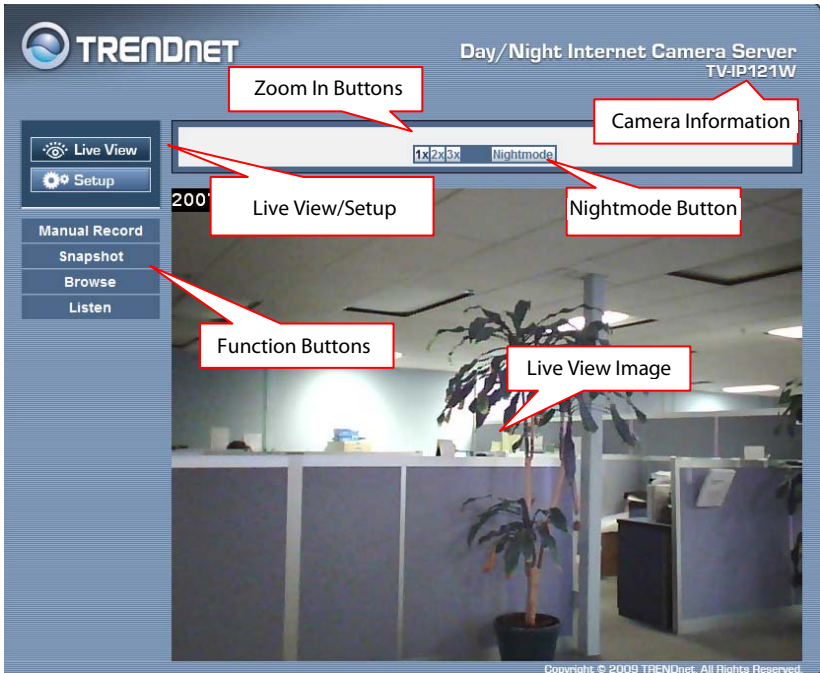 TRENDnet
Day/Night Internet Camera Server
TV-IP121W
Zoom In Buttons
Camera Information
Live View
1x 2x 3x Nightmode
Setup
Live View/Setup
Nightmode Button
Manual Record
Snapshot
Browse
Listen
Function Buttons
Live View Image
Copyright © 2009 TRENDnet. All Rights Reserved.